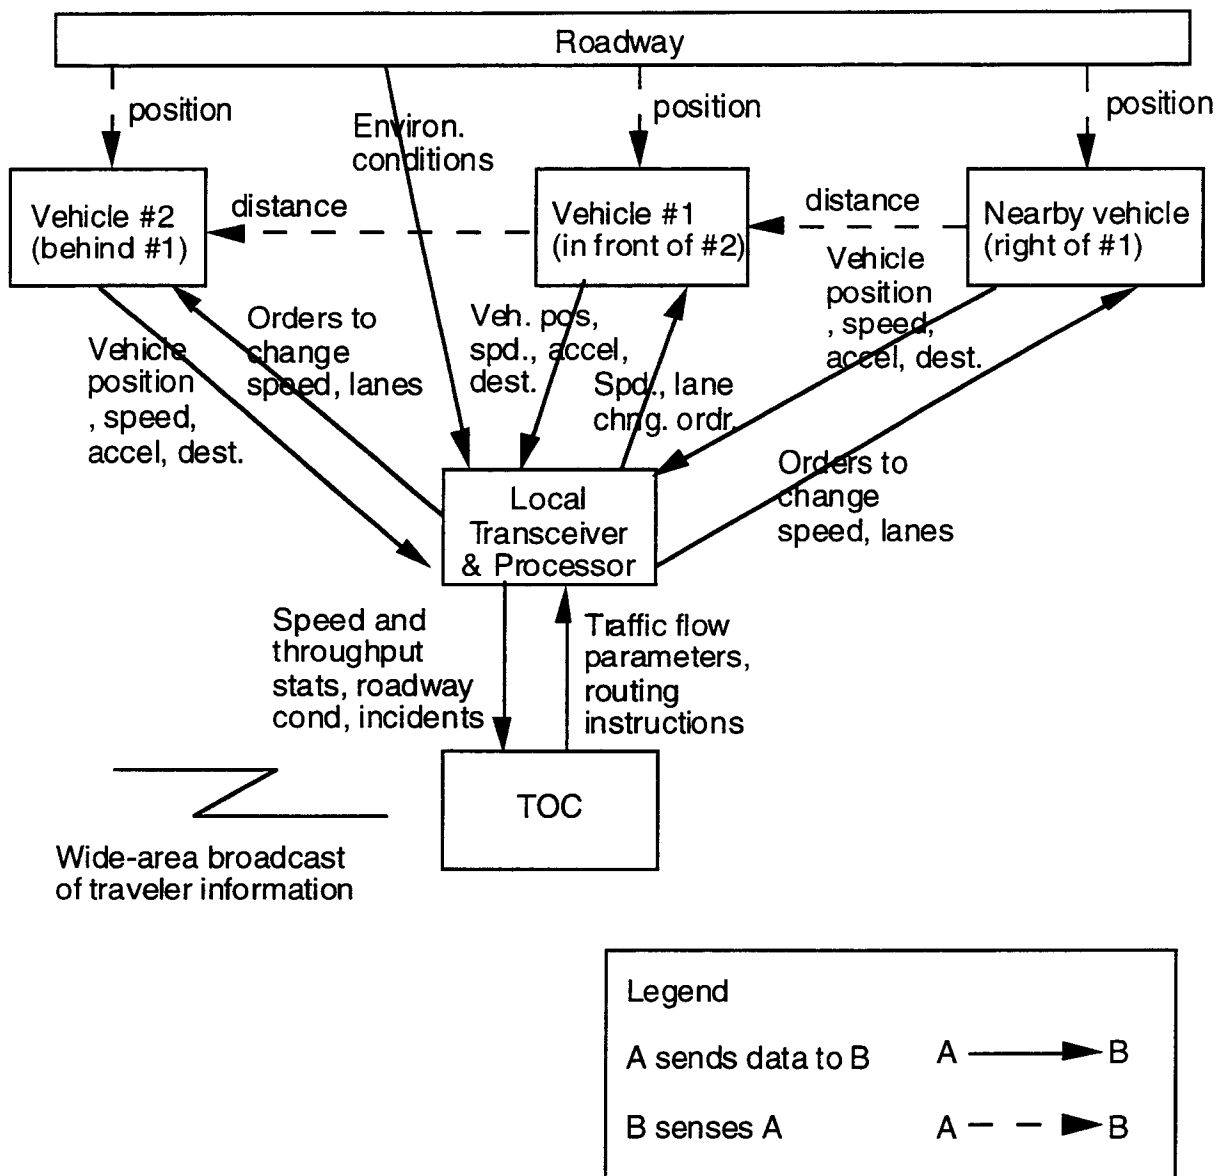 Roadway
position
Environ.
conditions
position
position
Vehicle #2
(behind #1)
distance
Vehicle #1
(in front of #2)
distance
Nearby vehicle
(right of #1)
Vehicle
position
, speed,
accel, dest.
Orders to
change
speed, lanes
Veh. pos,
spd., accel,
dest.
Spd., lane
chng. ordr.
Vehicle
position
, speed,
accel, dest.
Orders to
change
speed, lanes
Local
Transceiver
& Processor
Speed and
throughput
stats, roadway
cond, incidents
Traffic flow
parameters,
routing
instructions
TOC
Wide-area broadcast
of traveler information
Legend
A sends data to B A B
B senses A A B